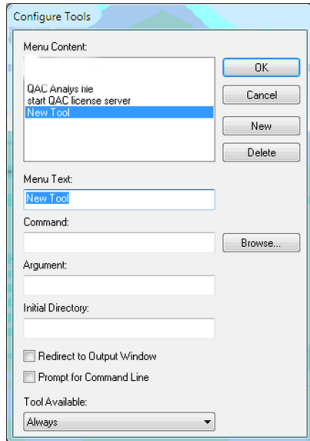 Configure Tools
Menu Content:
OK
QAC Analys file
Cancel
start QAC license server
New Tool
New
Delete
Menu Text:
New Tool
Command:
Browse...
Argument:
Initial Directory:
Redirect to Output Window
Prompt for Command Line
Tool Available:
Always